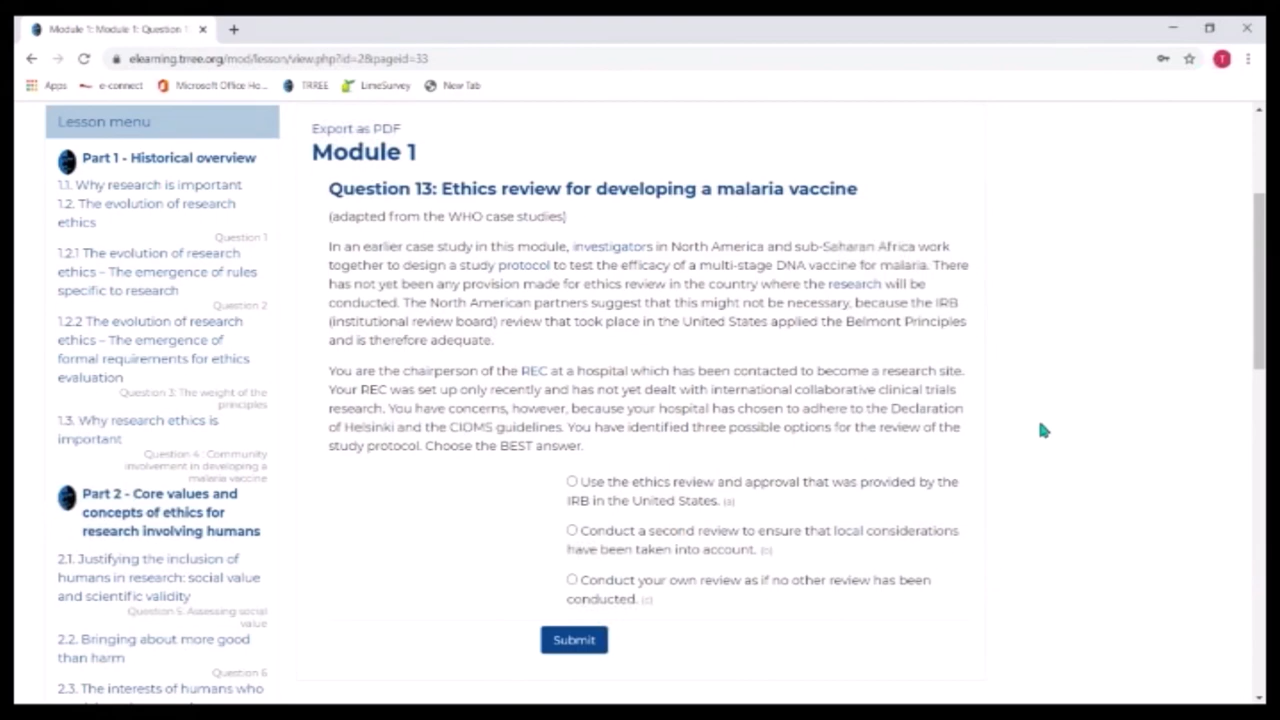 Module 1: Module 1: Question 1
elearning.trree.org/mod/lesson/view.php?id=2&pageid=33
T
Apps e-connect Microsoft Office Ho... TRREE LimeSurvey New Tab
Lesson menu
Part 1 - Historical overview
1.1. Why research is important
1.2. The evolution of research
ethics
Question 1
1.2.1 The evolution of research
ethics – The emergence of rules
specific to research
Question 2
1.2.2 The evolution of research
ethics – The emergence of
formal requirements for ethics
evaluation
Question 3: The weight of the
principles
1.3. Why research ethics is
important
Question 4 : Community
involvement in developing a
malaria vaccine
Part 2 - Core values and
concepts of ethics for
research involving humans
2.1. Justifying the inclusion of
humans in research: social value
and scientific validity
Question 5. Assessing social
value
2.2. Bringing about more good
than harm
Question 6
2.3. The interests of humans who
Export as PDF
Module 1
Question 13: Ethics review for developing a malaria vaccine
(adapted from the WHO case studies)
In an earlier case study in this module, investigators in North America and sub-Saharan Africa work
together to design a study protocol to test the efficacy of a multi-stage DNA vaccine for malaria. There
has not yet been any provision made for ethics review in the country where the research will be
conducted. The North American partners suggest that this might not be necessary, because the IRB
(institutional review board) review that took place in the United States applied the Belmont Principles
and is therefore adequate.
You are the chairperson of the REC at a hospital which has been contacted to become a research site.
Your REC was set up only recently and has not yet dealt with international collaborative clinical trials
research. You have concerns, however, because your hospital has chosen to adhere to the Declaration
of Helsinki and the CIOMS guidelines. You have identified three possible options for the review of the
study protocol. Choose the BEST answer.
Use the ethics review and approval that was provided by the
IRB in the United States. (a)
Conduct a second review to ensure that local considerations
have been taken into account. (b)
Conduct your own review as if no other review has been
conducted. (c)
Submit